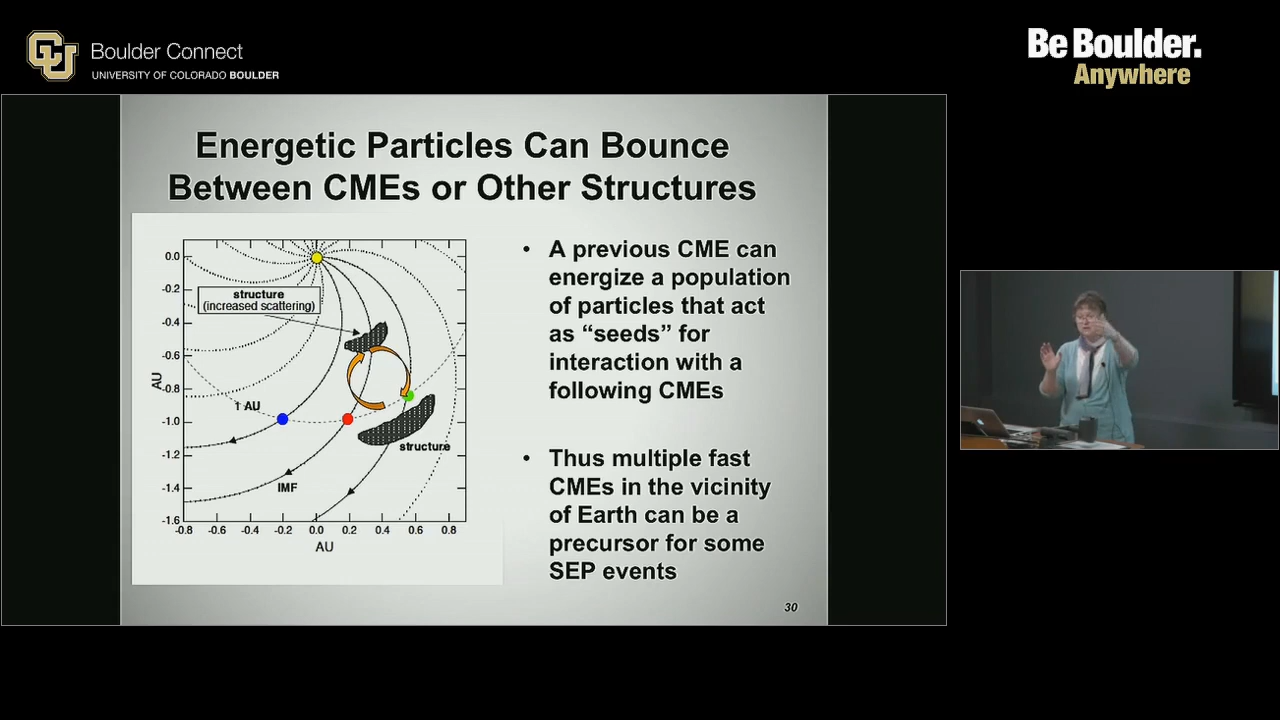 Boulder Connect
UNIVERSITY OF COLORADO BOULDER
Be Boulder.
Anywhere
Energetic Particles Can Bounce
Between CMEs or Other Structures
0.0
-0.2
-0.4
-0.6
-0.8
-1.0
-1.2
-1.4
-1.6
AU
structure
(increased scattering)
1 AU
structure
IMF
-0.8 -0.6 -0.4 -0.2 0.0 0.2 0.4 0.6 0.8
AU
• A previous CME can
energize a population
of particles that act
as “seeds” for
interaction with a
following CMEs
• Thus multiple fast
CMEs in the vicinity
of Earth can be a
precursor for some
SEP events
30